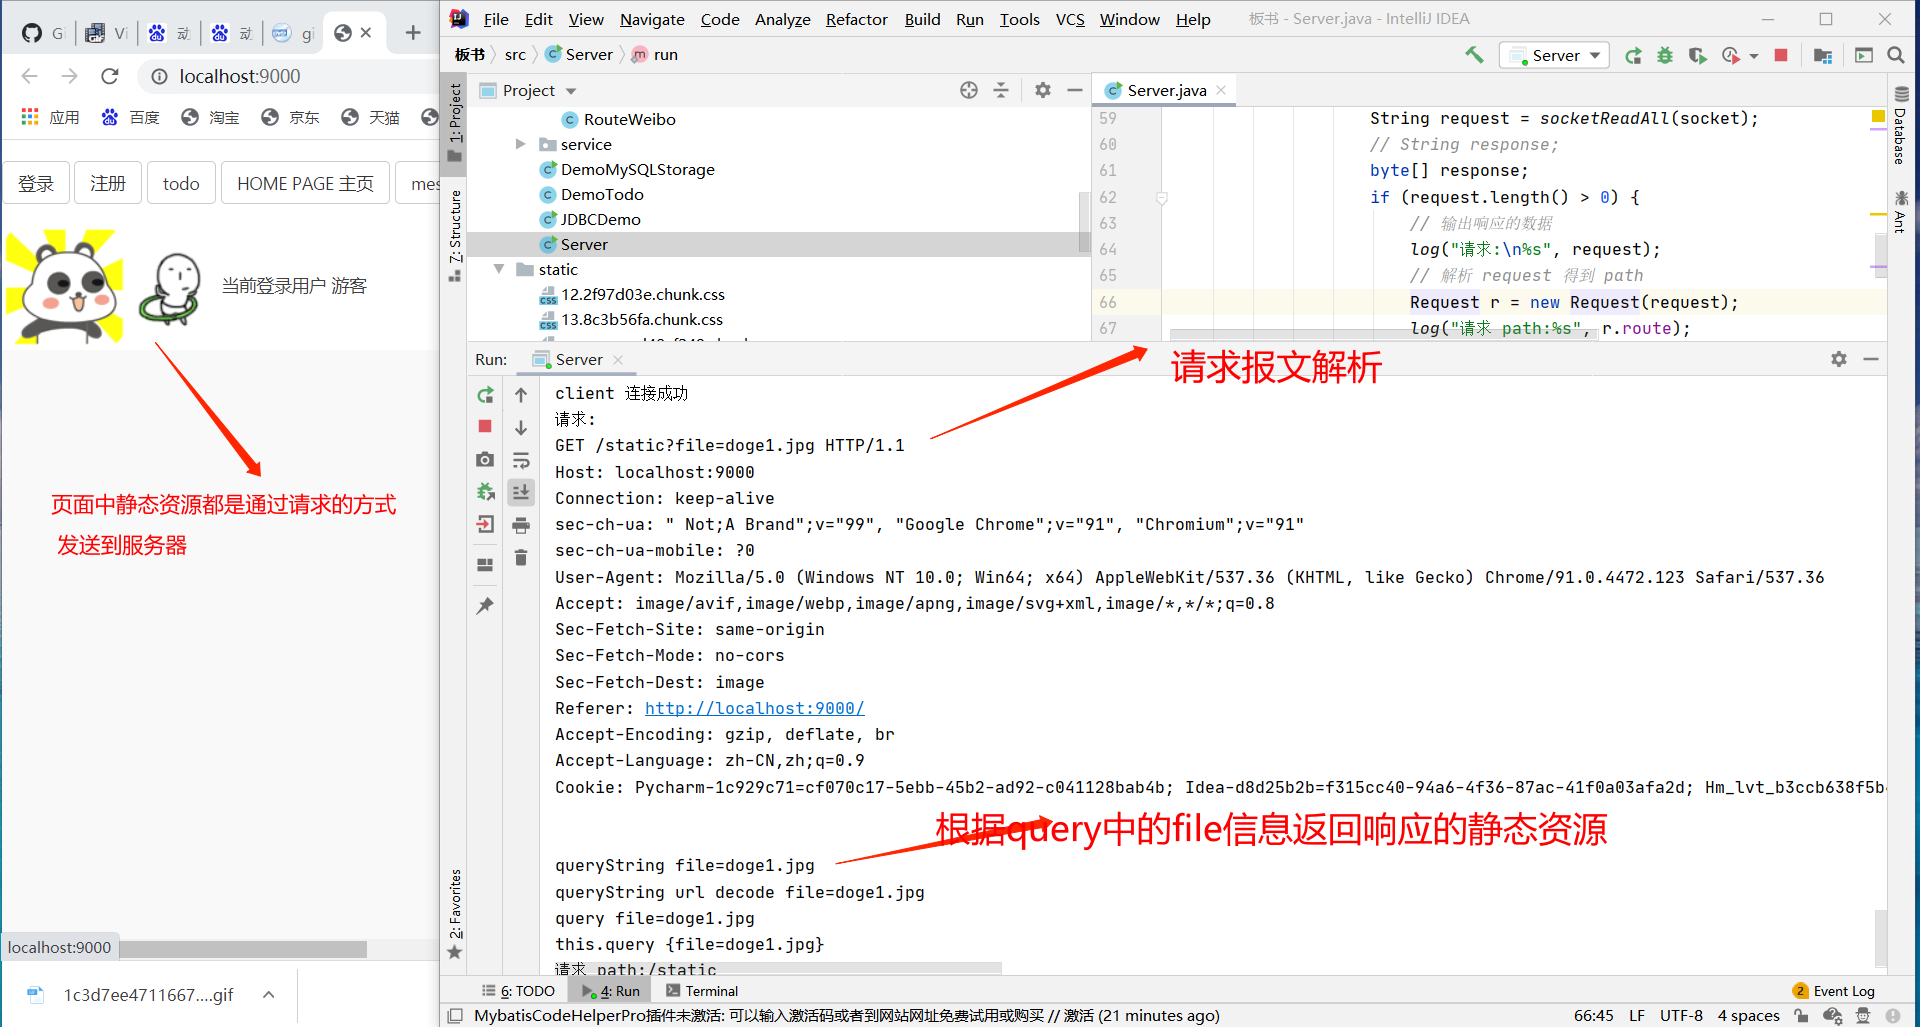 File Edit View Navigate Code Analyze Refactor Build Run Tools VCS Window Help 板书 - Server.java - IntelliJ IDEA
localhost:9000
板书 src Server run
Server
应用 百度 淘宝 京东 天猫
1: Project
Project
Server.java
Database
Ant
RouteWeibo
service
DemoMySQLStorage
DemoTodo
JDBCDemo
Server
static
12.2f97d03e.chunk.css
13.8c3b56fa.chunk.css
7: Structure
59 String request = socketReadAll(socket);
60 // String response;
61 byte[] response;
62 if (request.length() > 0) {
63 // 输出响应的数据
64 log("请求:\n%s", request);
65 // 解析 request 得到 path
66 Request r = new Request(request);
67 log("请求 path:%s", r.route);
登录 注册 todo HOME PAGE 主页 mes
当前登录用户 游客
页面中静态资源都是通过请求的方式
发送到服务器
Run: Server
请求报文解析
client 连接成功
请求:
GET /static?file=doge1.jpg HTTP/1.1
Host: localhost:9000
Connection: keep-alive
sec-ch-ua: " Not;A Brand";v="99", "Google Chrome";v="91", "Chromium";v="91"
sec-ch-ua-mobile: ?0
User-Agent: Mozilla/5.0 (Windows NT 10.0; Win64; x64) AppleWebKit/537.36 (KHTML, like Gecko) Chrome/91.0.4472.123 Safari/537.36
Accept: image/avif,image/webp,image/apng,image/svg+xml,image/*,*/*;q=0.8
Sec-Fetch-Site: same-origin
Sec-Fetch-Mode: no-cors
Sec-Fetch-Dest: image
Referer: http://localhost:9000/
Accept-Encoding: gzip, deflate, br
Accept-Language: zh-CN,zh;q=0.9
Cookie: Pycharm-1c929c71=cf070c17-5ebb-45b2-ad92-c041128bab4b; Idea-d8d25b2b=f315cc40-94a6-4f36-87ac-41f0a03afa2d; Hm_lvt_b3ccb638f5b
根据query中的file信息返回响应的静态资源
queryString file=doge1.jpg
queryString url decode file=doge1.jpg
query file=doge1.jpg
this.query {file=doge1.jpg}
请求 path:/static
2: Favorites
localhost:9000
1c3d7ee4711667....gif
6: TODO 4: Run Terminal 2 Event Log
MybatisCodeHelperPro插件未激活: 可以输入激活码或者到网站网址免费试用或购买 // 激活 (21 minutes ago) 66:45 LF UTF-8 4 spaces